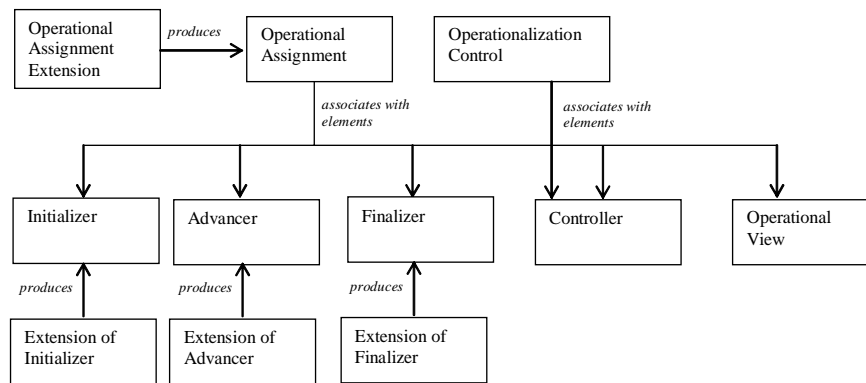 Operational
Assignment
Extension
produces
Operational
Assignment
Operationalization
Control
associates with
elements
associates with
elements
Initializer
Advancer
Finalizer
Controller
Operational
View
produces
produces
produces
Extension of
Initializer
Extension of
Advancer
Extension of
Finalizer